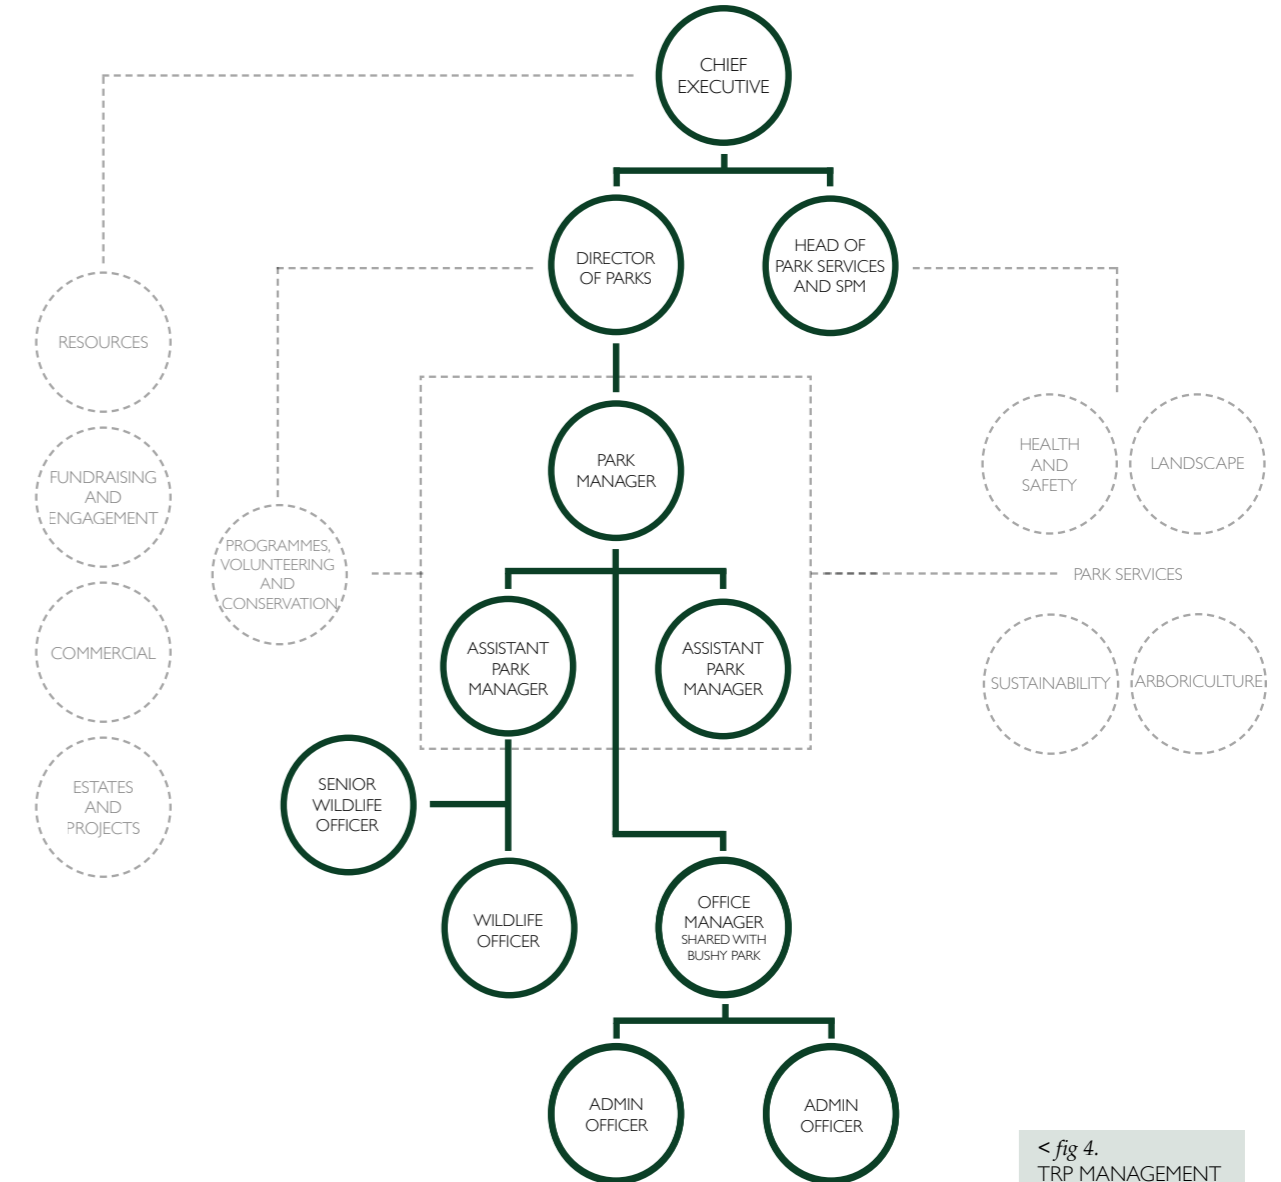 CHIEF
EXECUTIVE
DIRECTOR
OF PARKS
HEAD OF
PARK SERVICES
AND SPM
RESOURCES
FUNDRAISING
AND
ENGAGEMENT
COMMERCIAL
ESTATES
AND
PROJECTS
PROGRAMMES,
VOLUNTEERING
AND
CONSERVATION
PARK
MANAGER
ASSISTANT
PARK
MANAGER
ASSISTANT
PARK
MANAGER
HEALTH
AND
SAFETY
LANDSCAPE
PARK SERVICES
SUSTAINABILITY
ARBORICULTURE
SENIOR
WILDLIFE
OFFICER
WILDLIFE
OFFICER
OFFICE
MANAGER
SHARED WITH
BUSHY PARK
ADMIN
OFFICER
ADMIN
OFFICER
< fig 4.
TRP MANAGEMENT